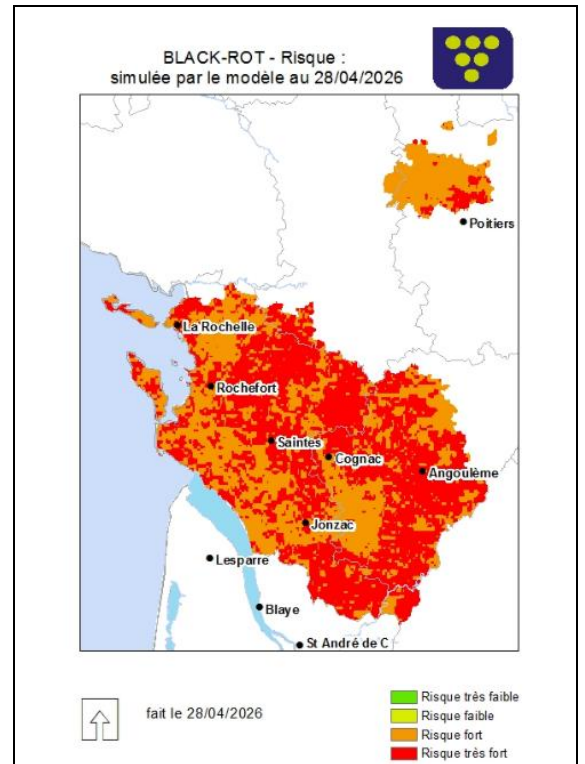 BLACK-ROT - Risque :
simulée par le modèle au 28/04/2026
Poitiers
La Rochelle
Rochefort
Saintes
Cognac
Angoulême
Jonzac
Lesparre
Blaye
St André de C
fait le 28/04/2026
Risque très faible
Risque faible
Risque fort
Risque très fort